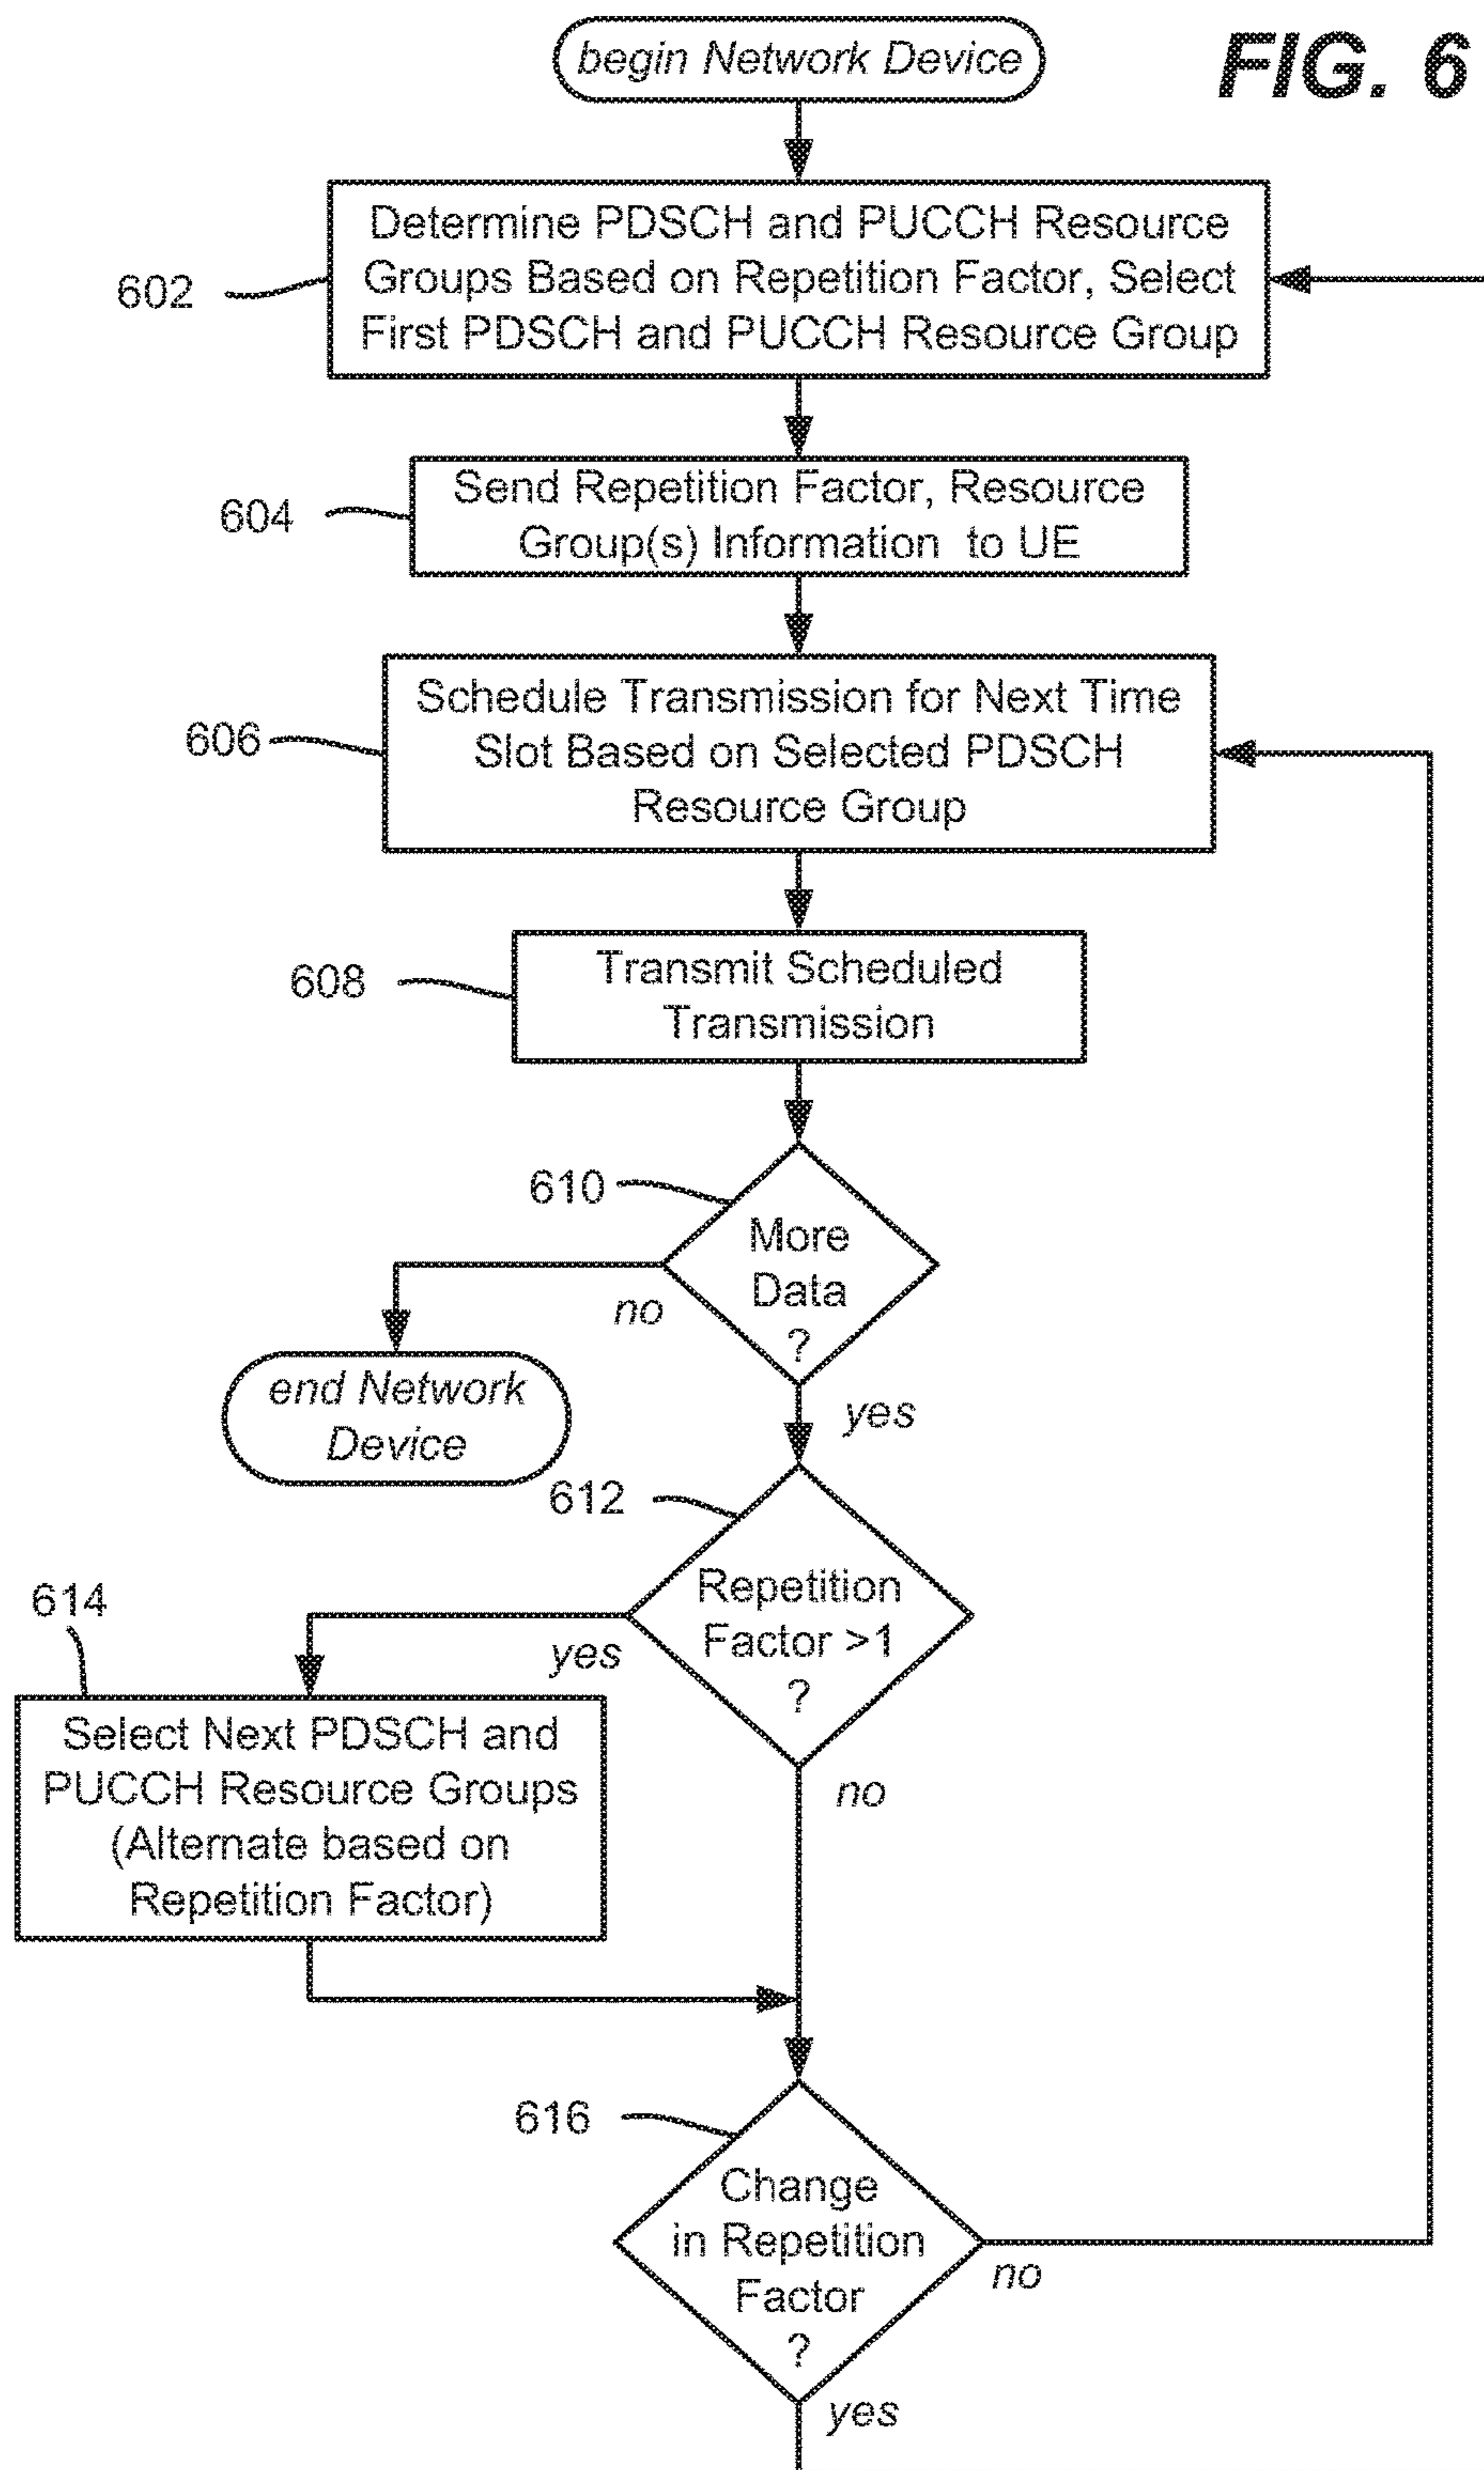 begin Network Device
FIG. 6
602
Determine PDSCH and PUCCH Resource
Groups Based on Repetition Factor, Select
First PDSCH and PUCCH Resource Group
604
Send Repetition Factor, Resource
Group(s) Information to UE
606
Schedule Transmission for Next Time
Slot Based on Selected PDSCH
Resource Group
608
Transmit Scheduled
Transmission
610
More
Data
?
no
yes
end Network
Device
612
Repetition
Factor >1
?
yes
no
614
Select Next PDSCH and
PUCCH Resource Groups
(Alternate based on
Repetition Factor)
616
Change
in Repetition
Factor
?
no
yes